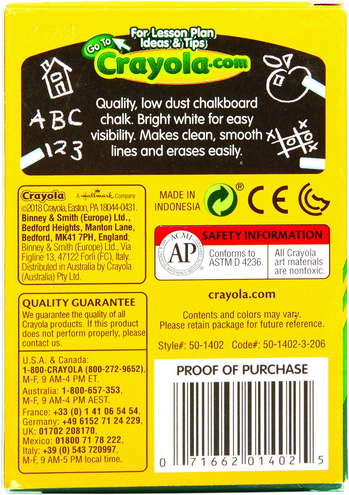 For Lesson Plan
Ideas & Tips
Go To
Crayola.com
ABC
123
Quality, low dust chalkboard
chalk. Bright white for easy
visibility. Makes clean, smooth
lines and erases easily.
Crayola A Hallmark Company
©2018 Crayola, Easton, PA 18044-0431.
Binney & Smith (Europe) Ltd.,
Bedford Heights, Manton Lane,
Bedford, MK41 7PH, England.
Binney & Smith (Europe) Ltd., Via
Figline 13, 47122 Forlì (FC), Italy.
Distributed in Australia by Crayola
(Australia) Pty Ltd.
MADE IN
INDONESIA
CE
ACMI
AP
SAFETY INFORMATION
Conforms to
ASTM D 4236.
All Crayola
art materials
are nontoxic.
QUALITY GUARANTEE
We guarantee the quality of all
Crayola products. If this product
does not perform properly, please
contact us.
U.S.A. & Canada:
1-800-CRAYOLA (800-272-9652).
M-F, 9 AM-4 PM ET.
Australia: 1-800-657-353,
M-F, 9 AM-4 PM AEST.
France: +33 (0) 1 41 06 54 54,
Germany: +49 6152 71 24 229,
UK: 01702 208170,
Mexico: 01800 71 78 222,
Italy: +39 (0) 543 720997,
M-F, 9 AM-5 PM local time.
crayola.com
Contents and colors may vary.
Please retain package for future reference.
Style#: 50-1402 Code#: 50-1402-3-206
PROOF OF PURCHASE
0 71662 01402 5